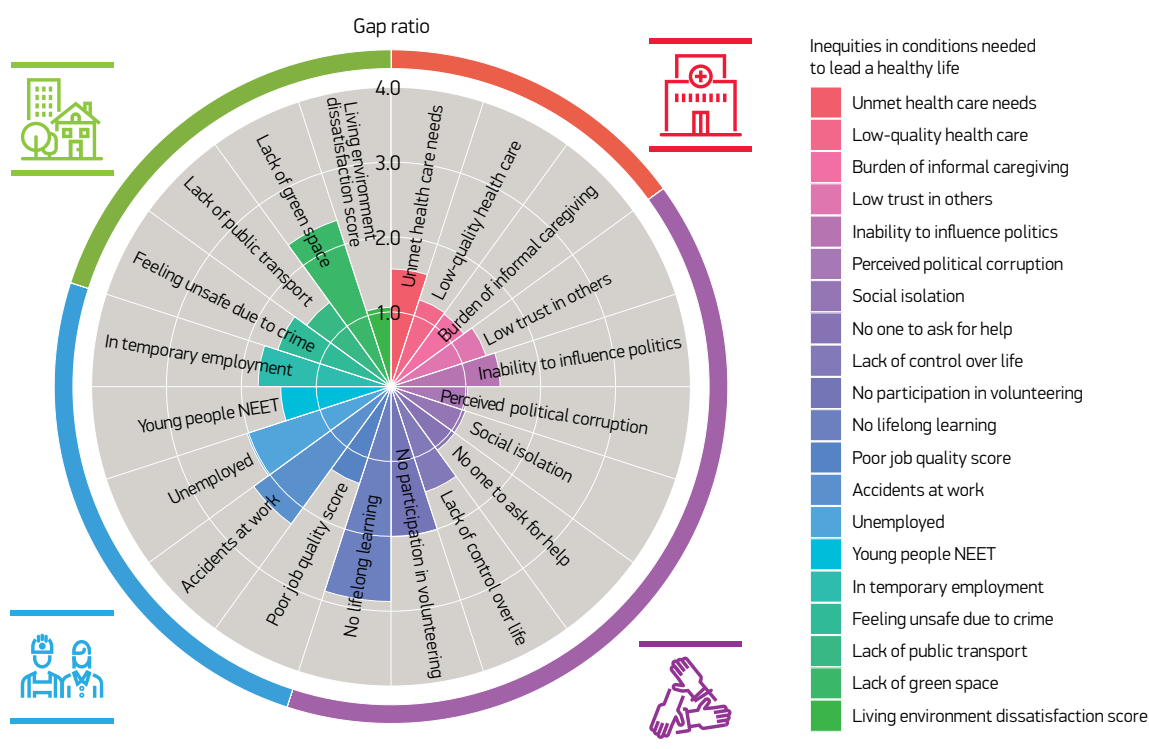 Gap ratio
4.0
3.0
2.0
1.0
Unmet health care needs
Low-quality health care
Burden of informal caregiving
Low trust in others
Inability to influence politics
Perceived political corruption
Social isolation
No one to ask for help
Lack of control over life
No participation in volunteering
No lifelong learning
Poor job quality score
Accidents at work
Unemployed
Young people NEET
In temporary employment
Feeling unsafe due to crime
Lack of public transport
Lack of green space
Living environment
dissatisfaction score
Inequities in conditions needed
to lead a healthy life
Unmet health care needs
Low-quality health care
Burden of informal caregiving
Low trust in others
Inability to influence politics
Perceived political corruption
Social isolation
No one to ask for help
Lack of control over life
No participation in volunteering
No lifelong learning
Poor job quality score
Accidents at work
Unemployed
Young people NEET
In temporary employment
Feeling unsafe due to crime
Lack of public transport
Lack of green space
Living environment dissatisfaction score